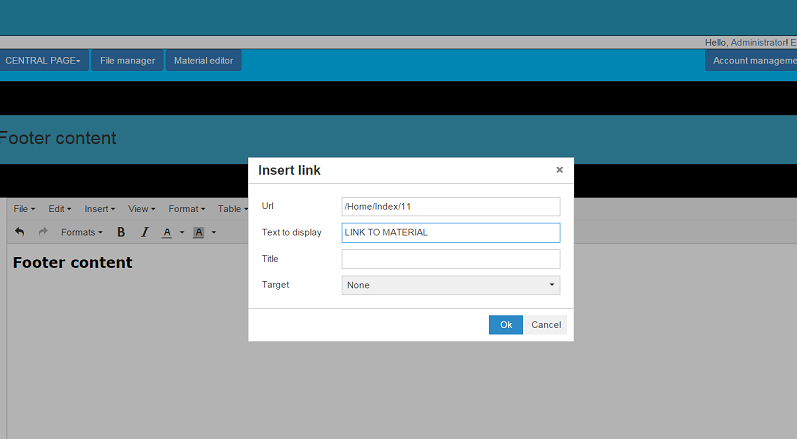 Hello, Administrator! E
CENTRAL PAGE File manager Material editor Account manageme
Footer content
Insert link ×
Url /Home/Index/11
Text to display LINK TO MATERIAL
Title
Target None
Ok Cancel
File Edit Insert View Format Table
Formats B I A A
Footer content